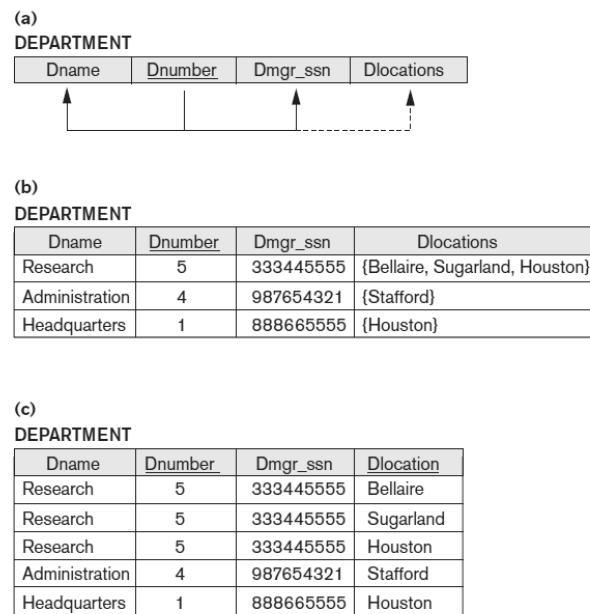 (a)
DEPARTMENT
Dname Dnumber Dmgr_ssn Dlocations
(b)
DEPARTMENT
Dname Dnumber Dmgr_ssn Dlocations
Research 5 333445555 {Bellaire, Sugarland, Houston}
Administration 4 987654321 {Stafford}
Headquarters 1 888665555 {Houston}
(c)
DEPARTMENT
Dname Dnumber Dmgr_ssn Dlocation
Research 5 333445555 Bellaire
Research 5 333445555 Sugarland
Research 5 333445555 Houston
Administration 4 987654321 Stafford
Headquarters 1 888665555 Houston